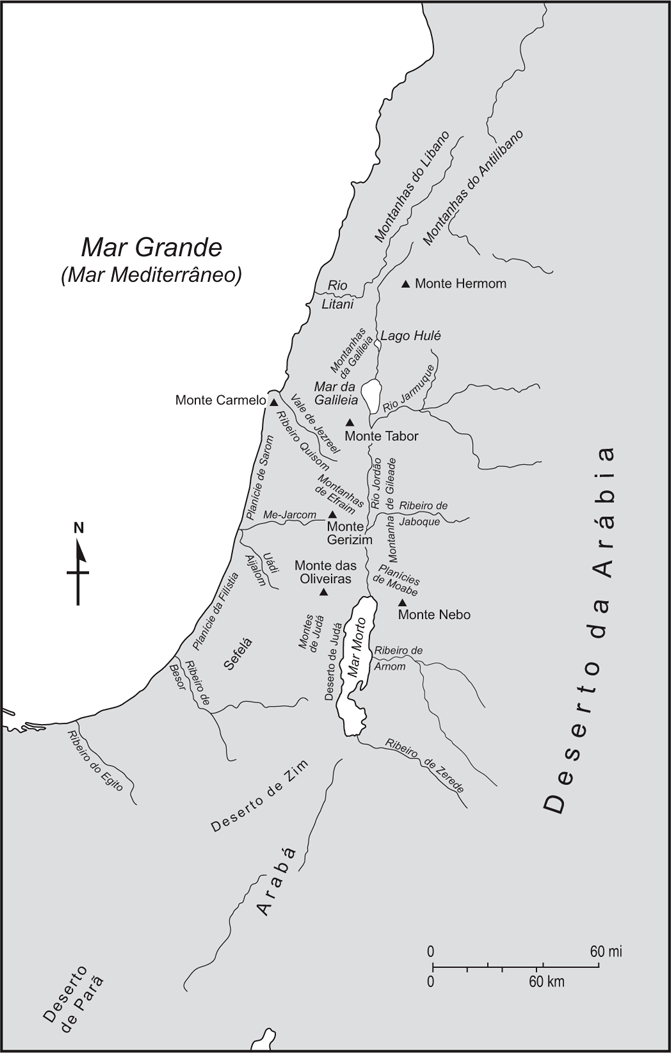 Montanhas do Líbano
Montanhas do Antilíbano
Mar Grande
(Mar Mediterrâneo)
Monte Hermom
Rio
Litani
Lago Hulé
Montanhas
da Galileia
Mar da
Galileia
Rio Jarmuque
Monte Carmelo
Vale de Jezreel
Ribeiro Quisom
Monte Tabor
Planície de Sarom
Rio Jordão
Montanha de Gileade
Montanhas
de Efraim
Ribeiro de
Jaboque
Me-Jarcom
Monte
Gerizim
N
Uádi
Aijalom
Monte das
Oliveiras
Planícies
de Moabe
Monte Nebo
Planície da Filístia
Sefelá
Montes
de Judá
Deserto de Judá
Mar Morto
Ribeiro de
Arnom
Ribeiro de
Besor
Deserto da Arábia
Ribeiro do Egito
Ribeiro de Zerede
Deserto de Zim
Arabá
Deserto
de Parã
0 60 mi
0 60 km